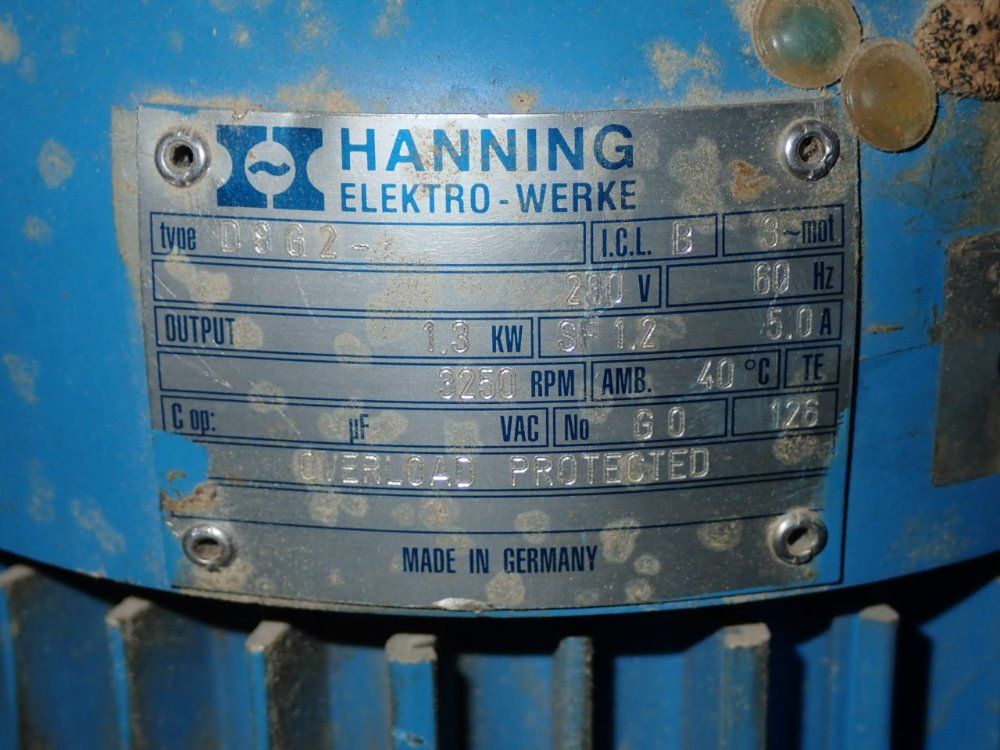 HANNING
ELEKTRO-WERKE
type D8G2- I.C.L. B 3~mot
V 60 Hz
OUTPUT 1.3 KW SF 1.2 5.0 A
3250 RPM AMB. 40 °C TE
C op: µF VAC No G0 126
OVERLOAD PROTECTED
MADE IN GERMANY